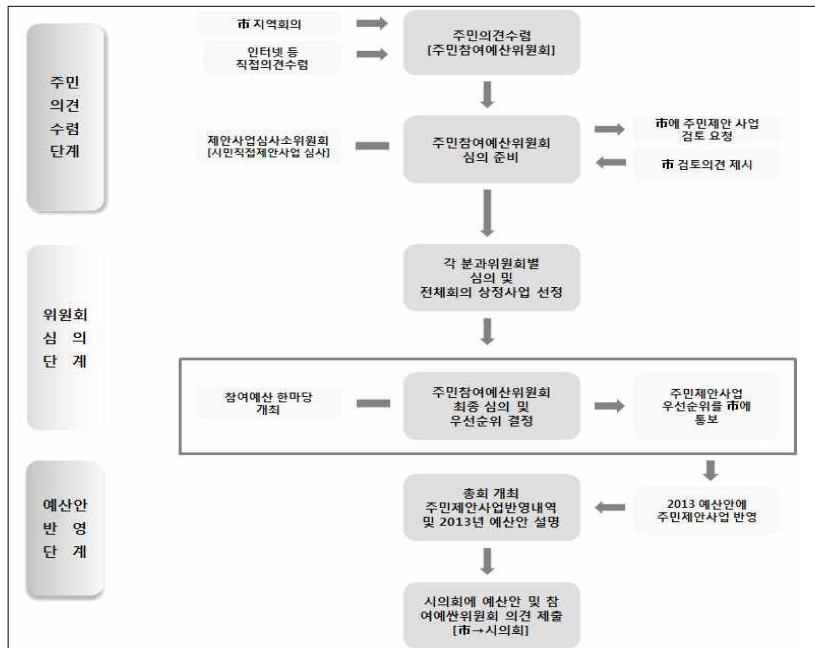 주민
의견
수렴
단계
市 지역회의
인터넷 등
직접의견수렴
주민의견수렴
[주민참여예산위원회]
제안사업심사소위원회
[시민직접제안사업 심사]
주민참여예산위원회
심의 준비
市에 주민제안 사업
검토 요청
市 검토의견 제시
위원회
심 의
단 계
각 분과위원회별
심의 및
전체회의 상정사업 선정
참여예산 한마당
개최
주민참여예산위원회
최종 심의 및
우선순위 결정
주민제안사업
우선순위를 市에
통보
예산안
반 영
단 계
총회 개최
주민제안사업반영내역
및 2013년 예산안 설명
2013 예산안에
주민제안사업 반영
시의회에 예산안 및 참
여예싼위원회 의견 제출
[市→시의회]